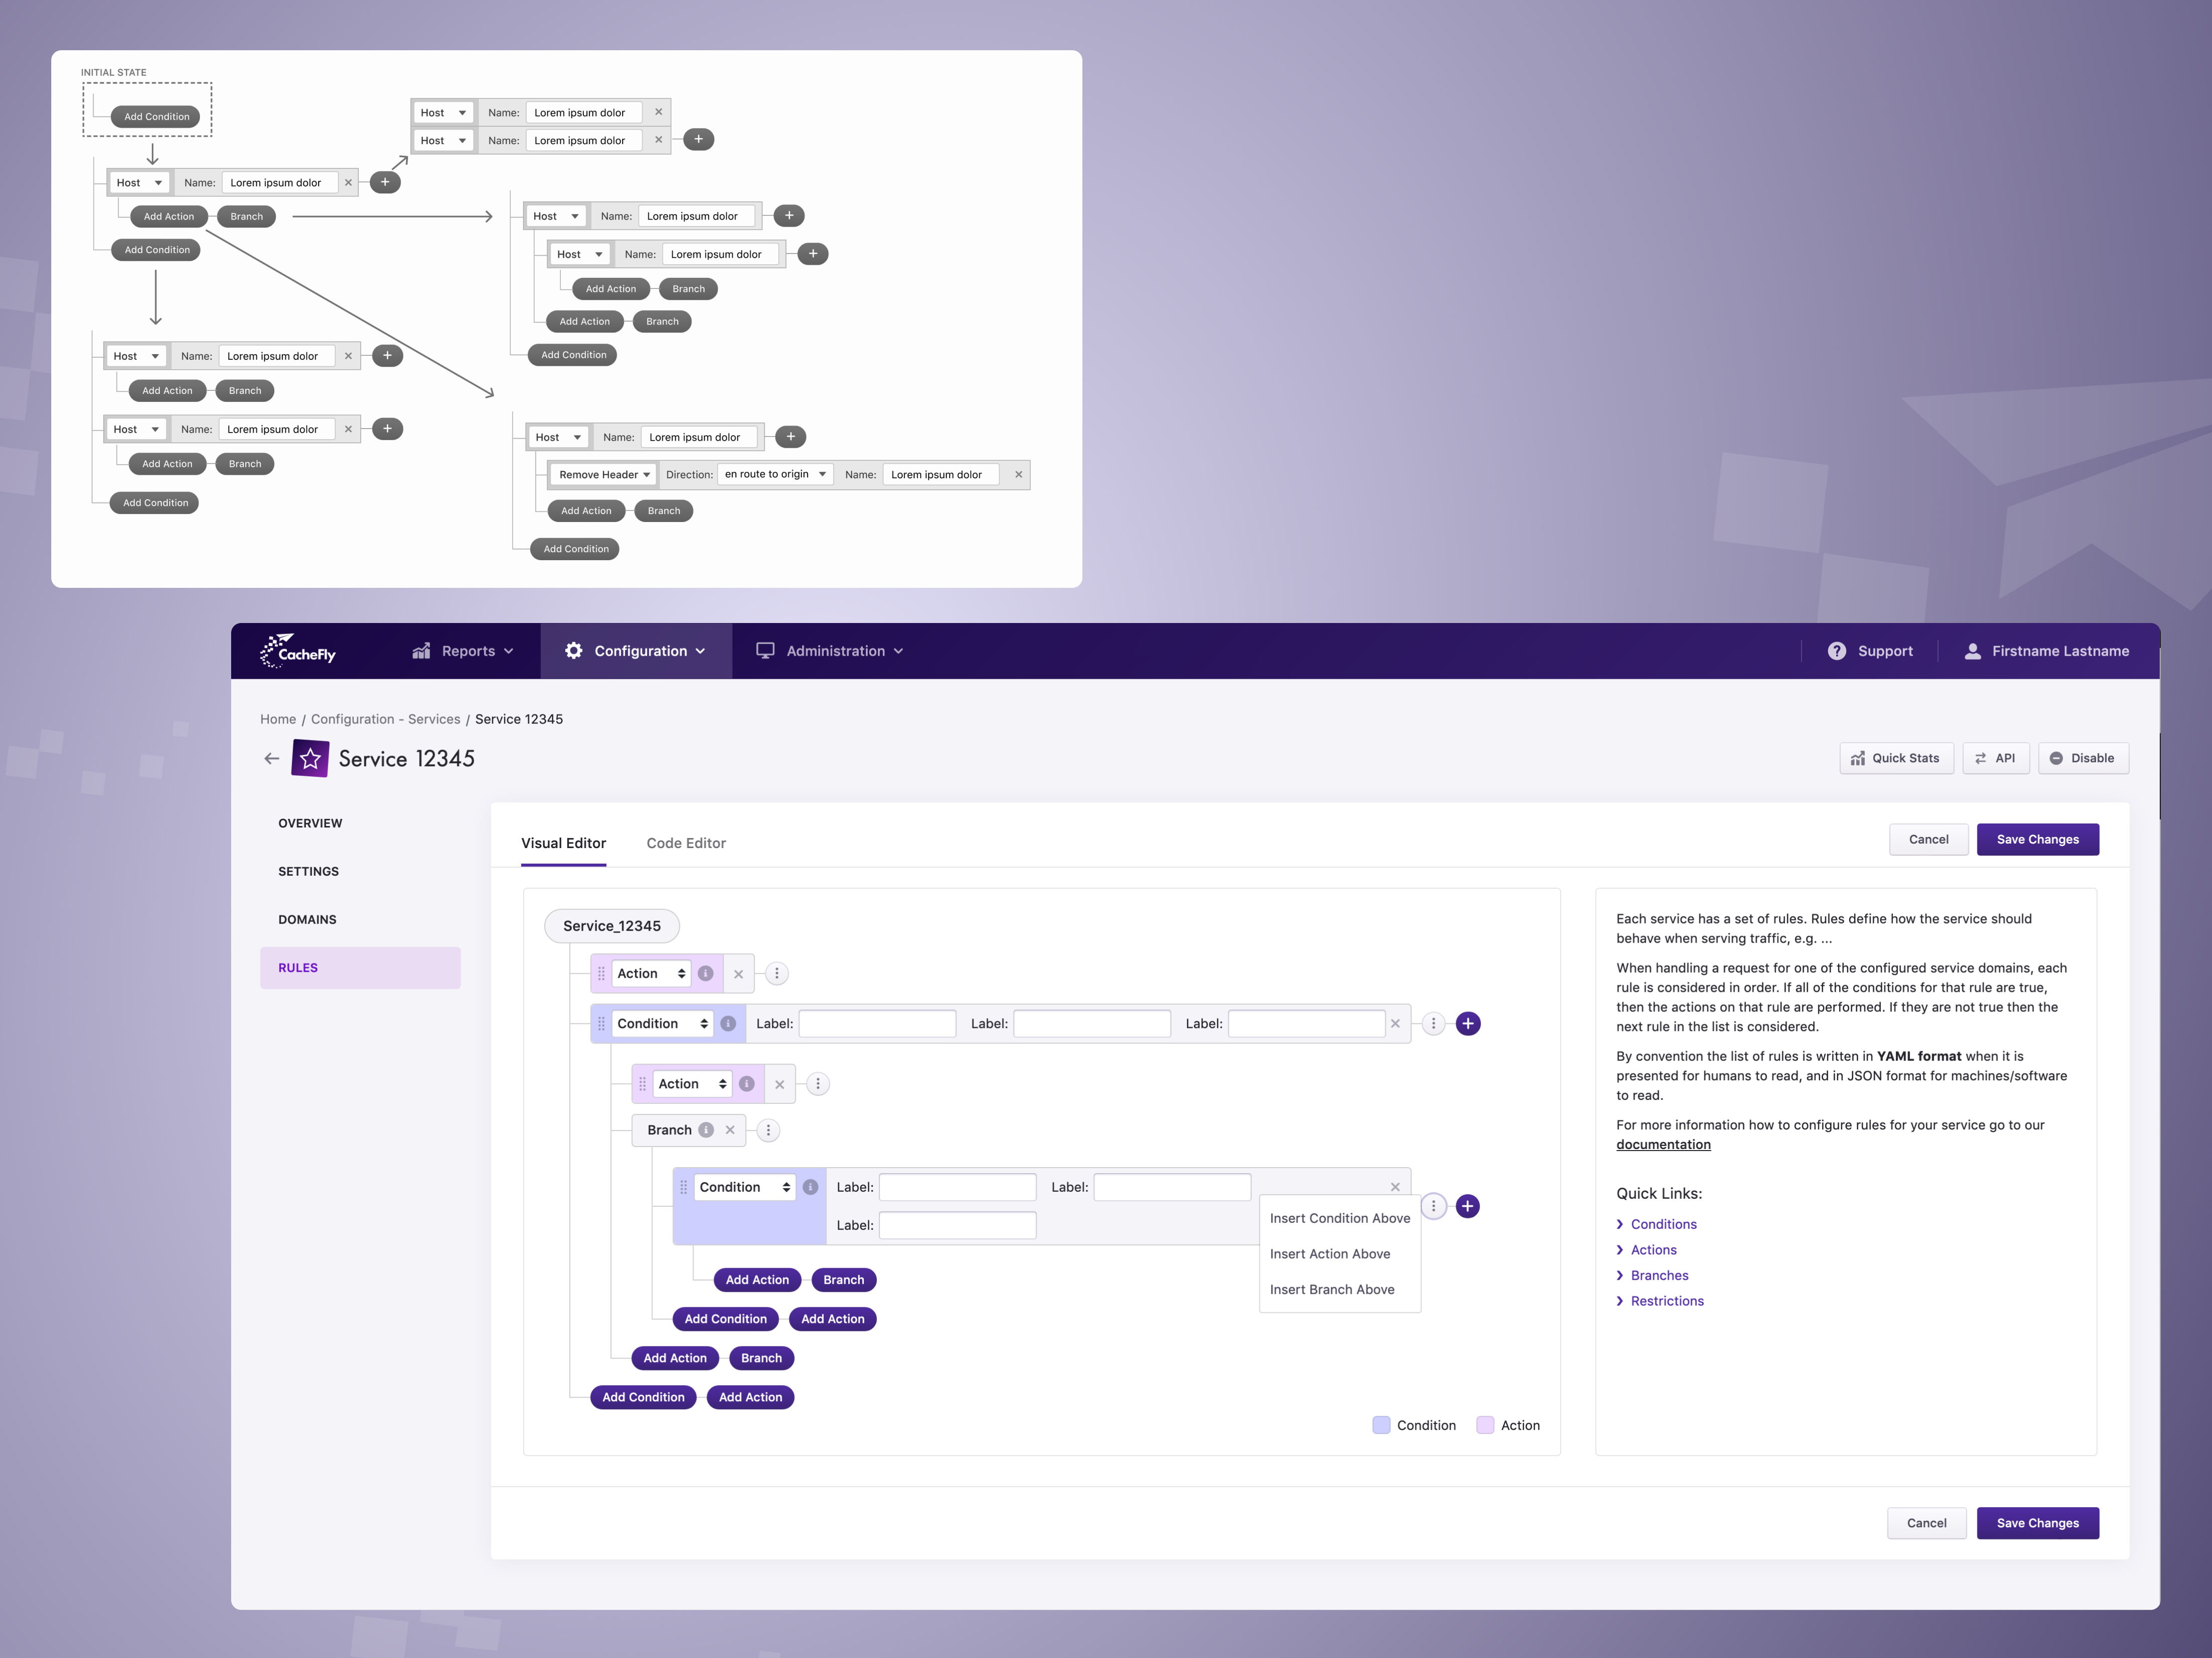 INITIAL STATE
Add Condition
Host Name: Lorem ipsum dolor
Host Name: Lorem ipsum dolor
Host Name: Lorem ipsum dolor
Add Action Branch
Add Condition
Host Name: Lorem ipsum dolor
Host Name: Lorem ipsum dolor
Add Action Branch
Add Action Branch
Add Condition
Host Name: Lorem ipsum dolor
Add Action Branch
Host Name: Lorem ipsum dolor
Add Action Branch
Add Condition
Host Name: Lorem ipsum dolor
Remove Header Direction: en route to origin Name: Lorem ipsum dolor
Add Action Branch
Add Condition
CacheFly Reports Configuration Administration Support Firstname Lastname
Home / Configuration - Services / Service 12345
Service 12345
Quick Stats API Disable
OVERVIEW
SETTINGS
DOMAINS
RULES
Visual Editor Code Editor
Cancel Save Changes
Service_12345
Action
Condition Label: Label: Label:
Action
Branch
Condition Label: Label:
Label:
Insert Condition Above
Insert Action Above
Insert Branch Above
Add Action Branch
Add Condition Add Action
Add Action Branch
Add Condition Add Action
Condition Action
Each service has a set of rules. Rules define how the service should
behave when serving traffic, e.g. ...
When handling a request for one of the configured service domains, each
rule is considered in order. If all of the conditions for that rule are true,
then the actions on that rule are performed. If they are not true then the
next rule in the list is considered.
By convention the list of rules is written in YAML format when it is
presented for humans to read, and in JSON format for machines/software
to read.
For more information how to configure rules for your service go to our
documentation
Quick Links:
Conditions
Actions
Branches
Restrictions
Cancel Save Changes